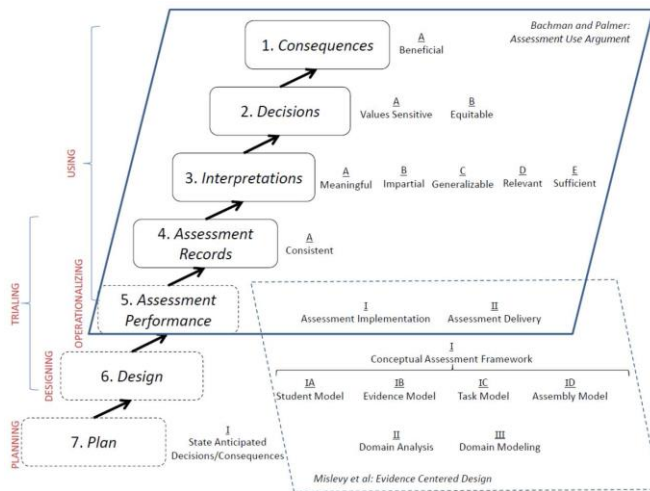 Bachman and Palmer:
Assessment Use Argument
1. Consequences
A
Beneficial
2. Decisions
A
Values Sensitive
B
Equitable
3. Interpretations
A
Meaningful
B
Impartial
C
Generalizable
D
Relevant
E
Sufficient
4. Assessment
Records
A
Consistent
5. Assessment
Performance
I
Assessment Implementation
II
Assessment Delivery
6. Design
I
Conceptual Assessment Framework
IA
Student Model
IB
Evidence Model
IC
Task Model
ID
Assembly Model
7. Plan
I
State Anticipated
Decisions/Consequences
II
Domain Analysis
III
Domain Modeling
Mislevy et al: Evidence Centered Design
USING
TRIALING
OPERATIONALIZING
DESIGNING
PLANNING